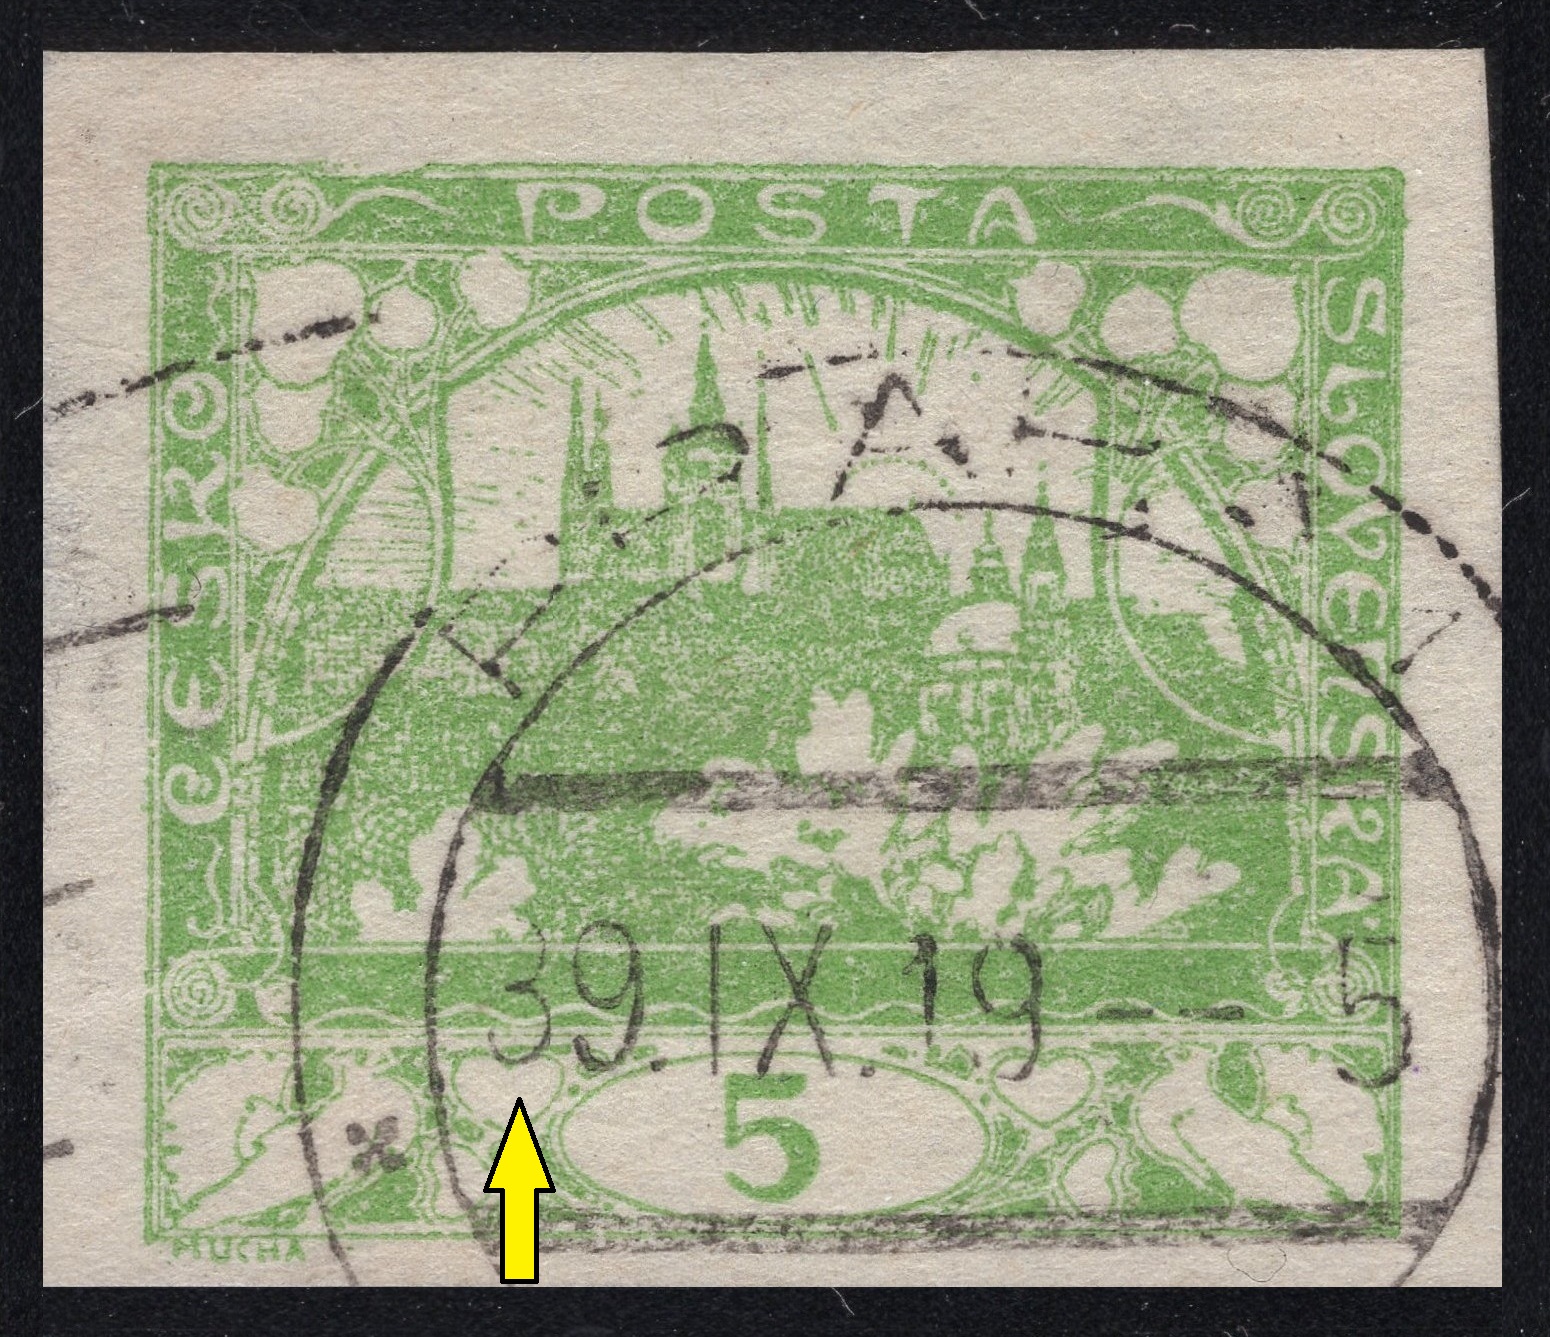 POSTA
ČESKO
SLOVENSKÁ
39.IX.19---5
5
MUCHA